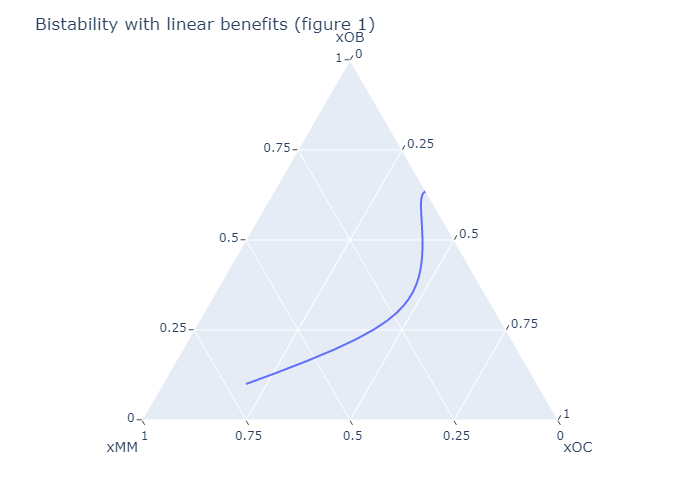 Bistability with linear benefits (figure 1)
xOB
1 0
0.75 0.25
0.5 0.5
0.25 0.75
0 1
1 0.75 0.5 0.25 0
xMM xOC